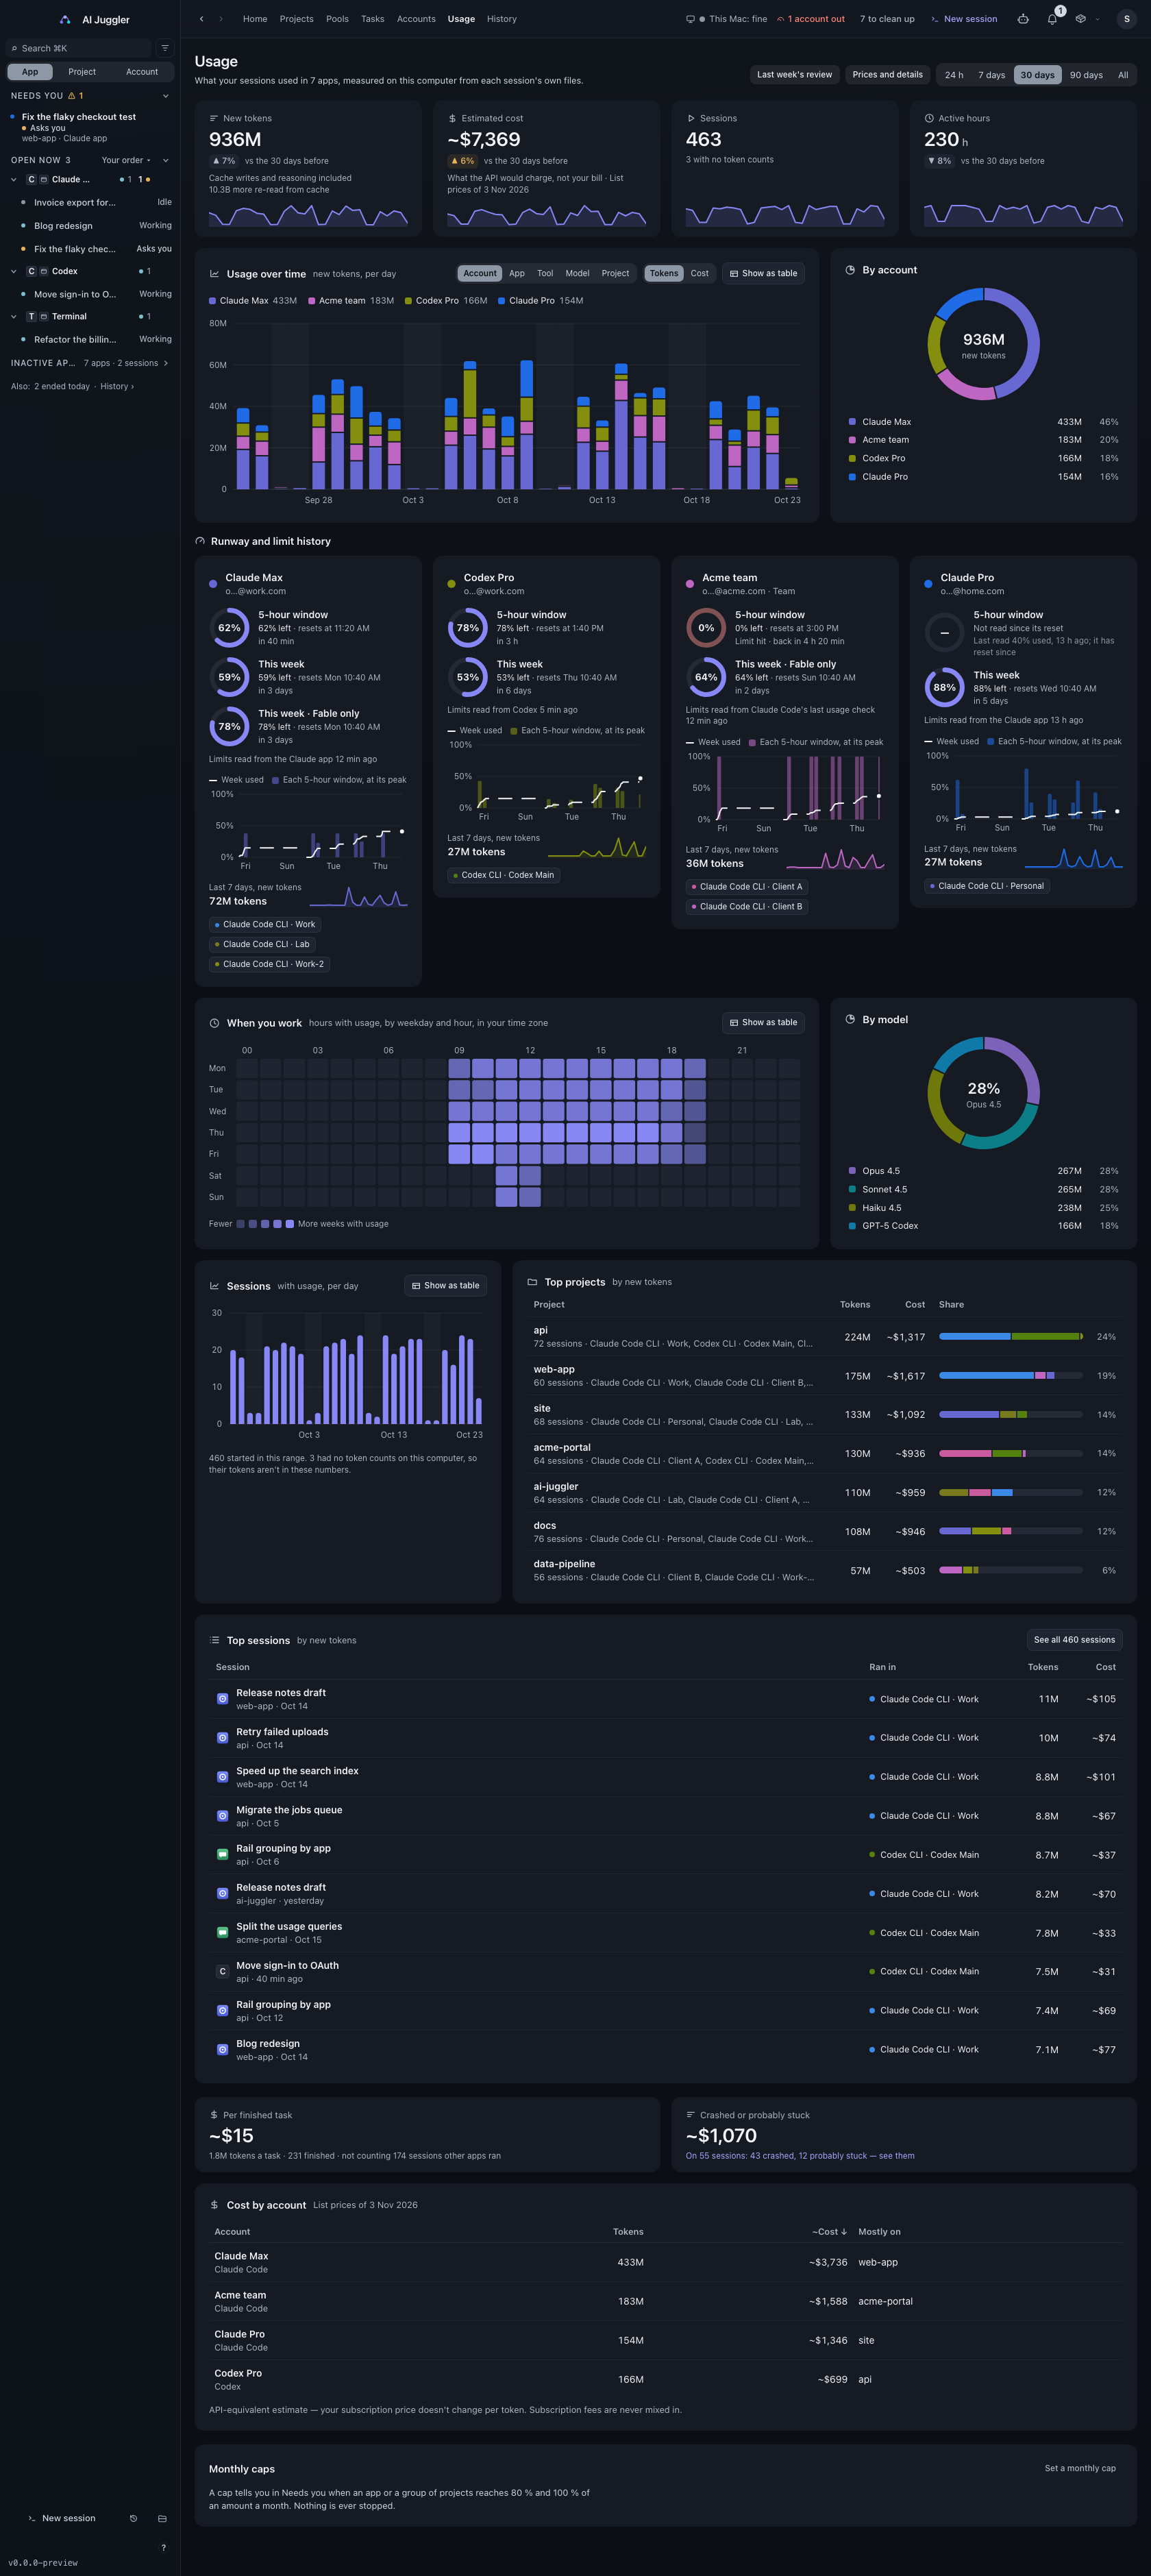 AI Juggler
Search ⌘K
App Project Account
NEEDS YOU 1
Fix the flaky checkout test
Asks you
web-app · Claude app
OPEN NOW 3 Your order
C Claude ... 1 1
Invoice export for... Idle
Blog redesign Working
Fix the flaky chec... Asks you
C Codex 1
Move sign-in to O... Working
T Terminal 1
Refactor the billin... Working
INACTIVE AP... 7 apps · 2 sessions
Also: 2 ended today · History ›
New session
?
v0.0.0-preview
Home Projects Pools Tasks Accounts Usage History
This Mac: fine 1 account out 7 to clean up New session 1 S
Usage
What your sessions used in 7 apps, measured on this computer from each session's own files.
Last week's review Prices and details 24 h 7 days 30 days 90 days All
New tokens
936M
▲ 7% vs the 30 days before
Cache writes and reasoning included
10.3B more re-read from cache
Estimated cost
~$7,369
▲ 6% vs the 30 days before
What the API would charge, not your bill · List
prices of 3 Nov 2026
Sessions
463
3 with no token counts
Active hours
230 h
▼ 8% vs the 30 days before
Usage over time new tokens, per day
Account App Tool Model Project Tokens Cost Show as table
Claude Max 433M Acme team 183M Codex Pro 166M Claude Pro 154M
80M
60M
40M
20M
0
Sep 28 Oct 3 Oct 8 Oct 13 Oct 18 Oct 23
By account
936M
new tokens
Claude Max 433M 46%
Acme team 183M 20%
Codex Pro 166M 18%
Claude Pro 154M 16%
Runway and limit history
Claude Max
o...@work.com
62%
5-hour window
62% left · resets at 11:20 AM
in 40 min
59%
This week
59% left · resets Mon 10:40 AM
in 3 days
78%
This week · Fable only
78% left · resets Mon 10:40 AM
in 3 days
Limits read from the Claude app 12 min ago
Week used Each 5-hour window, at its peak
100%
50%
0%
Fri Sun Tue Thu
Last 7 days, new tokens
72M tokens
Claude Code CLI · Work
Claude Code CLI · Lab
Claude Code CLI · Work-2
Codex Pro
o...@work.com
78%
5-hour window
78% left · resets at 1:40 PM
in 3 h
53%
This week
53% left · resets Thu 10:40 AM
in 6 days
Limits read from Codex 5 min ago
Week used Each 5-hour window, at its peak
100%
50%
0%
Fri Sun Tue Thu
Last 7 days, new tokens
27M tokens
Codex CLI · Codex Main
Acme team
o...@acme.com · Team
0%
5-hour window
0% left · resets at 3:00 PM
Limit hit · back in 4 h 20 min
64%
This week · Fable only
64% left · resets Sun 10:40 AM
in 2 days
Limits read from Claude Code's last usage check
12 min ago
Week used Each 5-hour window, at its peak
100%
50%
0%
Fri Sun Tue Thu
Last 7 days, new tokens
36M tokens
Claude Code CLI · Client A
Claude Code CLI · Client B
Claude Pro
o...@home.com
–
5-hour window
Not read since its reset
Last read 40% used, 13 h ago; it has
reset since
88%
This week
88% left · resets Wed 10:40 AM
in 5 days
Limits read from the Claude app 13 h ago
Week used Each 5-hour window, at its peak
100%
50%
0%
Fri Sun Tue Thu
Last 7 days, new tokens
27M tokens
Claude Code CLI · Personal
When you work hours with usage, by weekday and hour, in your time zone Show as table
00 03 06 09 12 15 18 21
Mon
Tue
Wed
Thu
Fri
Sat
Sun
Fewer More weeks with usage
By model
28%
Opus 4.5
Opus 4.5 267M 28%
Sonnet 4.5 265M 28%
Haiku 4.5 238M 25%
GPT-5 Codex 166M 18%
Sessions with usage, per day Show as table
30
20
10
0
Oct 3 Oct 13 Oct 23
460 started in this range. 3 had no token counts on this computer, so
their tokens aren't in these numbers.
Top projects by new tokens
Project Tokens Cost Share
api
72 sessions · Claude Code CLI · Work, Codex CLI · Codex Main, Cl...
224M ~$1,317 24%
web-app
60 sessions · Claude Code CLI · Work, Claude Code CLI · Client B,...
175M ~$1,617 19%
site
68 sessions · Claude Code CLI · Personal, Claude Code CLI · Lab, ...
133M ~$1,092 14%
acme-portal
64 sessions · Claude Code CLI · Client A, Codex CLI · Codex Main,...
130M ~$936 14%
ai-juggler
64 sessions · Claude Code CLI · Lab, Claude Code CLI · Client A, ...
110M ~$959 12%
docs
76 sessions · Claude Code CLI · Personal, Claude Code CLI · Work...
108M ~$946 12%
data-pipeline
56 sessions · Claude Code CLI · Client B, Claude Code CLI · Work-...
57M ~$503 6%
Top sessions by new tokens See all 460 sessions
Session Ran in Tokens Cost
Release notes draft
web-app · Oct 14
Claude Code CLI · Work 11M ~$105
Retry failed uploads
api · Oct 14
Claude Code CLI · Work 10M ~$74
Speed up the search index
web-app · Oct 14
Claude Code CLI · Work 8.8M ~$101
Migrate the jobs queue
api · Oct 5
Claude Code CLI · Work 8.8M ~$67
Rail grouping by app
api · Oct 6
Codex CLI · Codex Main 8.7M ~$37
Release notes draft
ai-juggler · yesterday
Claude Code CLI · Work 8.2M ~$70
Split the usage queries
acme-portal · Oct 15
Codex CLI · Codex Main 7.8M ~$33
C Move sign-in to OAuth
api · 40 min ago
Codex CLI · Codex Main 7.5M ~$31
Rail grouping by app
api · Oct 12
Claude Code CLI · Work 7.4M ~$69
Blog redesign
web-app · Oct 14
Claude Code CLI · Work 7.1M ~$77
Per finished task
~$15
1.8M tokens a task · 231 finished · not counting 174 sessions other apps ran
Crashed or probably stuck
~$1,070
On 55 sessions: 43 crashed, 12 probably stuck — see them
Cost by account List prices of 3 Nov 2026
Account Tokens ~Cost ↓ Mostly on
Claude Max
Claude Code
433M ~$3,736 web-app
Acme team
Claude Code
183M ~$1,588 acme-portal
Claude Pro
Claude Code
154M ~$1,346 site
Codex Pro
Codex
166M ~$699 api
API-equivalent estimate — your subscription price doesn't change per token. Subscription fees are never mixed in.
Monthly caps Set a monthly cap
A cap tells you in Needs you when an app or a group of projects reaches 80 % and 100 % of
an amount a month. Nothing is ever stopped.